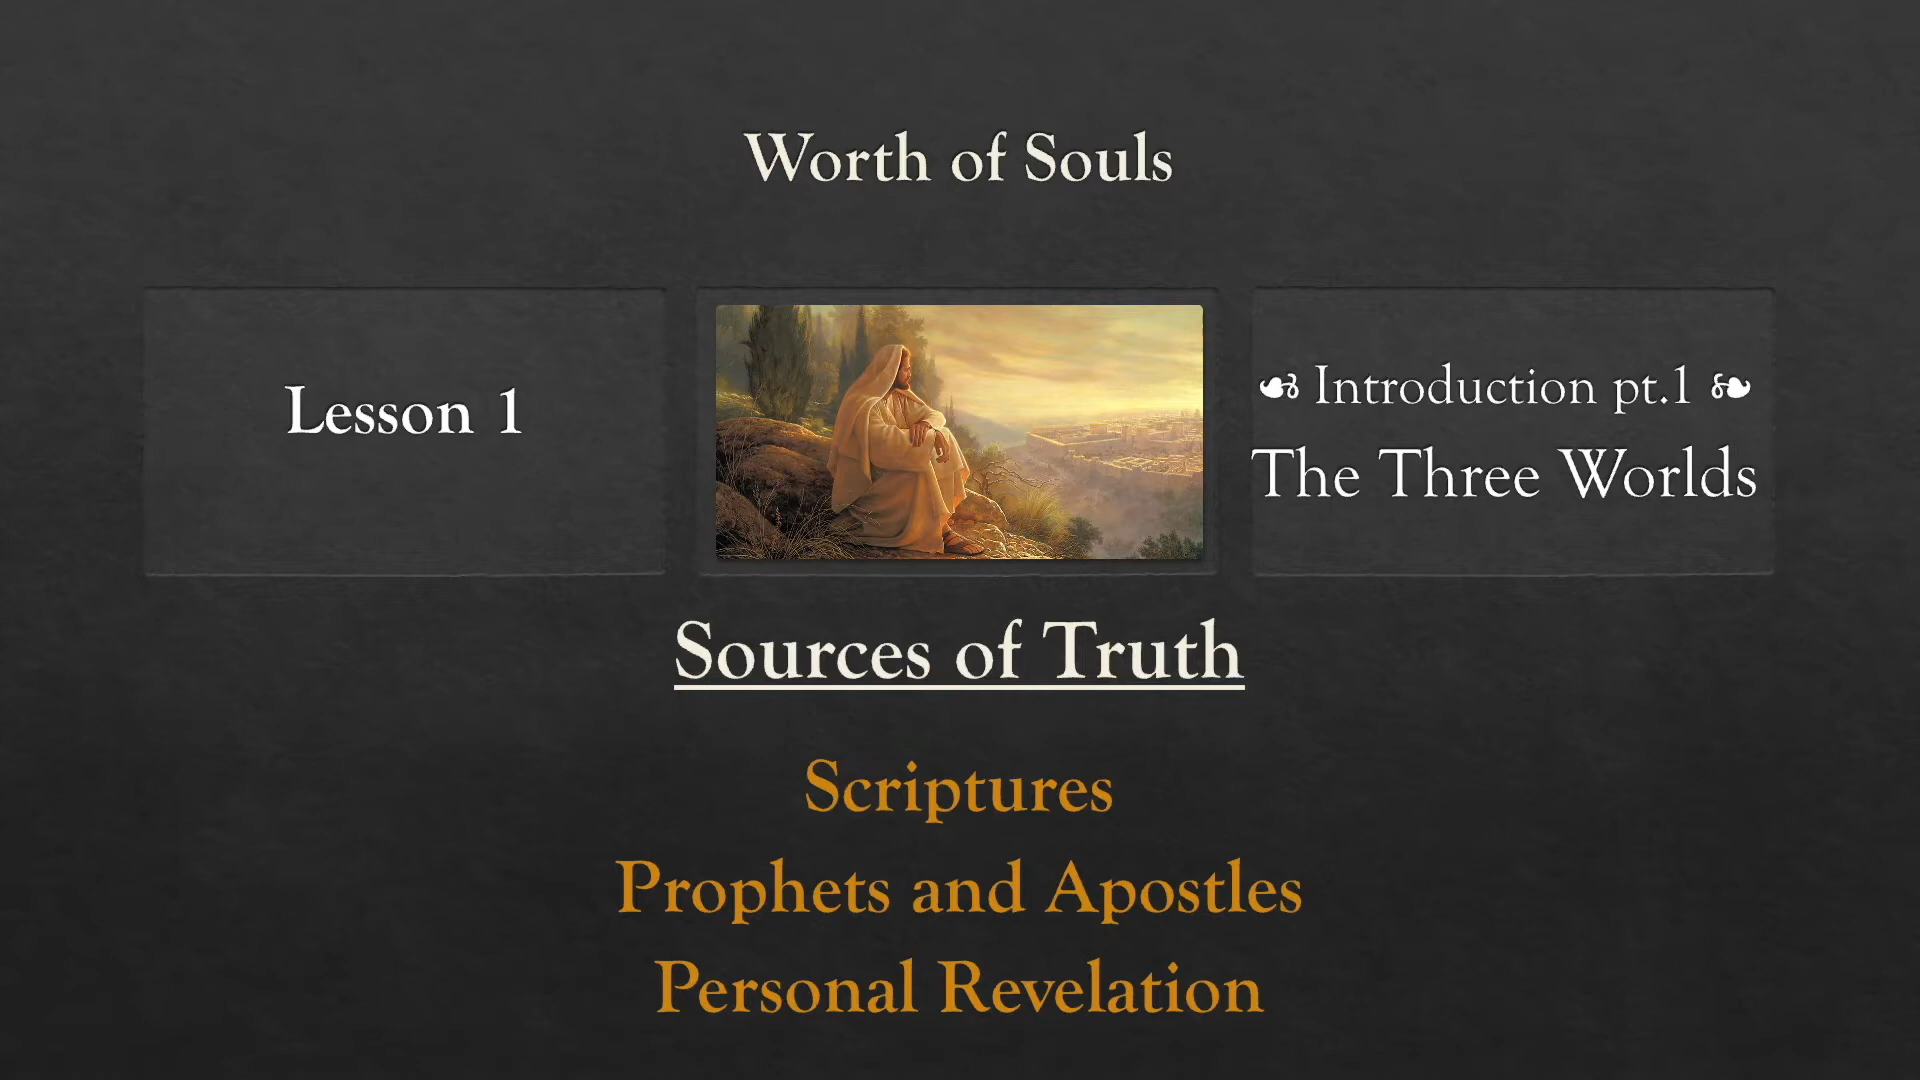 Worth of Souls
Lesson 1
☙ Introduction pt.1 ❧
The Three Worlds
Sources of Truth
Scriptures
Prophets and Apostles
Personal Revelation